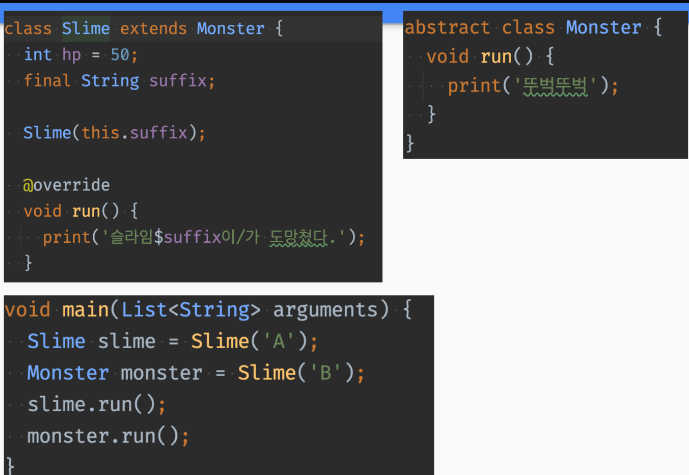 class Slime extends Monster {
int hp = 50;
final String suffix;
Slime(this.suffix);
@override
void run() {
print('슬라임$suffix이/가 도망쳤다.');
}
abstract class Monster {
void run() {
print('뚜벅뚜벅');
}
}
void main(List<String> arguments) {
Slime slime = Slime('A');
Monster monster = Slime('B');
slime.run();
monster.run();
}